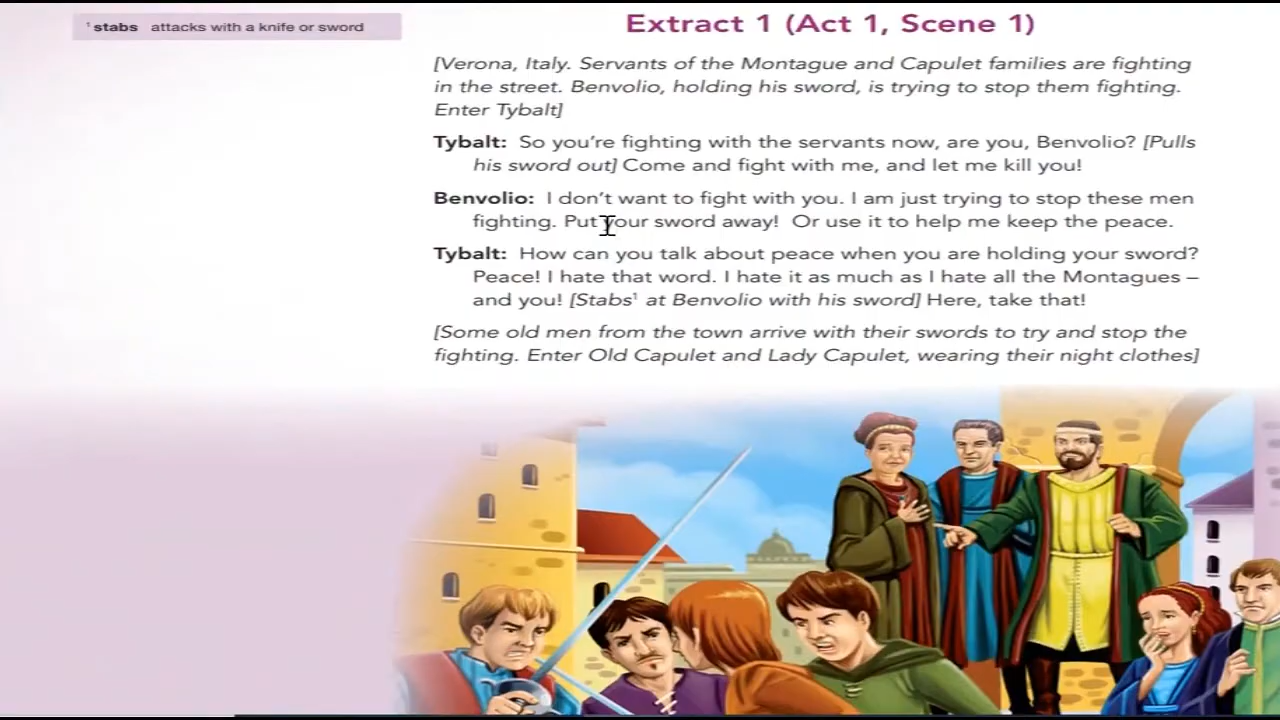 ¹ stabs attacks with a knife or sword
Extract 1 (Act 1, Scene 1)
[Verona, Italy. Servants of the Montague and Capulet families are fighting
in the street. Benvolio, holding his sword, is trying to stop them fighting.
Enter Tybalt]
Tybalt: So you're fighting with the servants now, are you, Benvolio? [Pulls
his sword out] Come and fight with me, and let me kill you!
Benvolio: I don't want to fight with you. I am just trying to stop these men
fighting. Put your sword away! Or use it to help me keep the peace.
Tybalt: How can you talk about peace when you are holding your sword?
Peace! I hate that word. I hate it as much as I hate all the Montagues –
and you! [Stabs¹ at Benvolio with his sword] Here, take that!
[Some old men from the town arrive with their swords to try and stop the
fighting. Enter Old Capulet and Lady Capulet, wearing their night clothes]